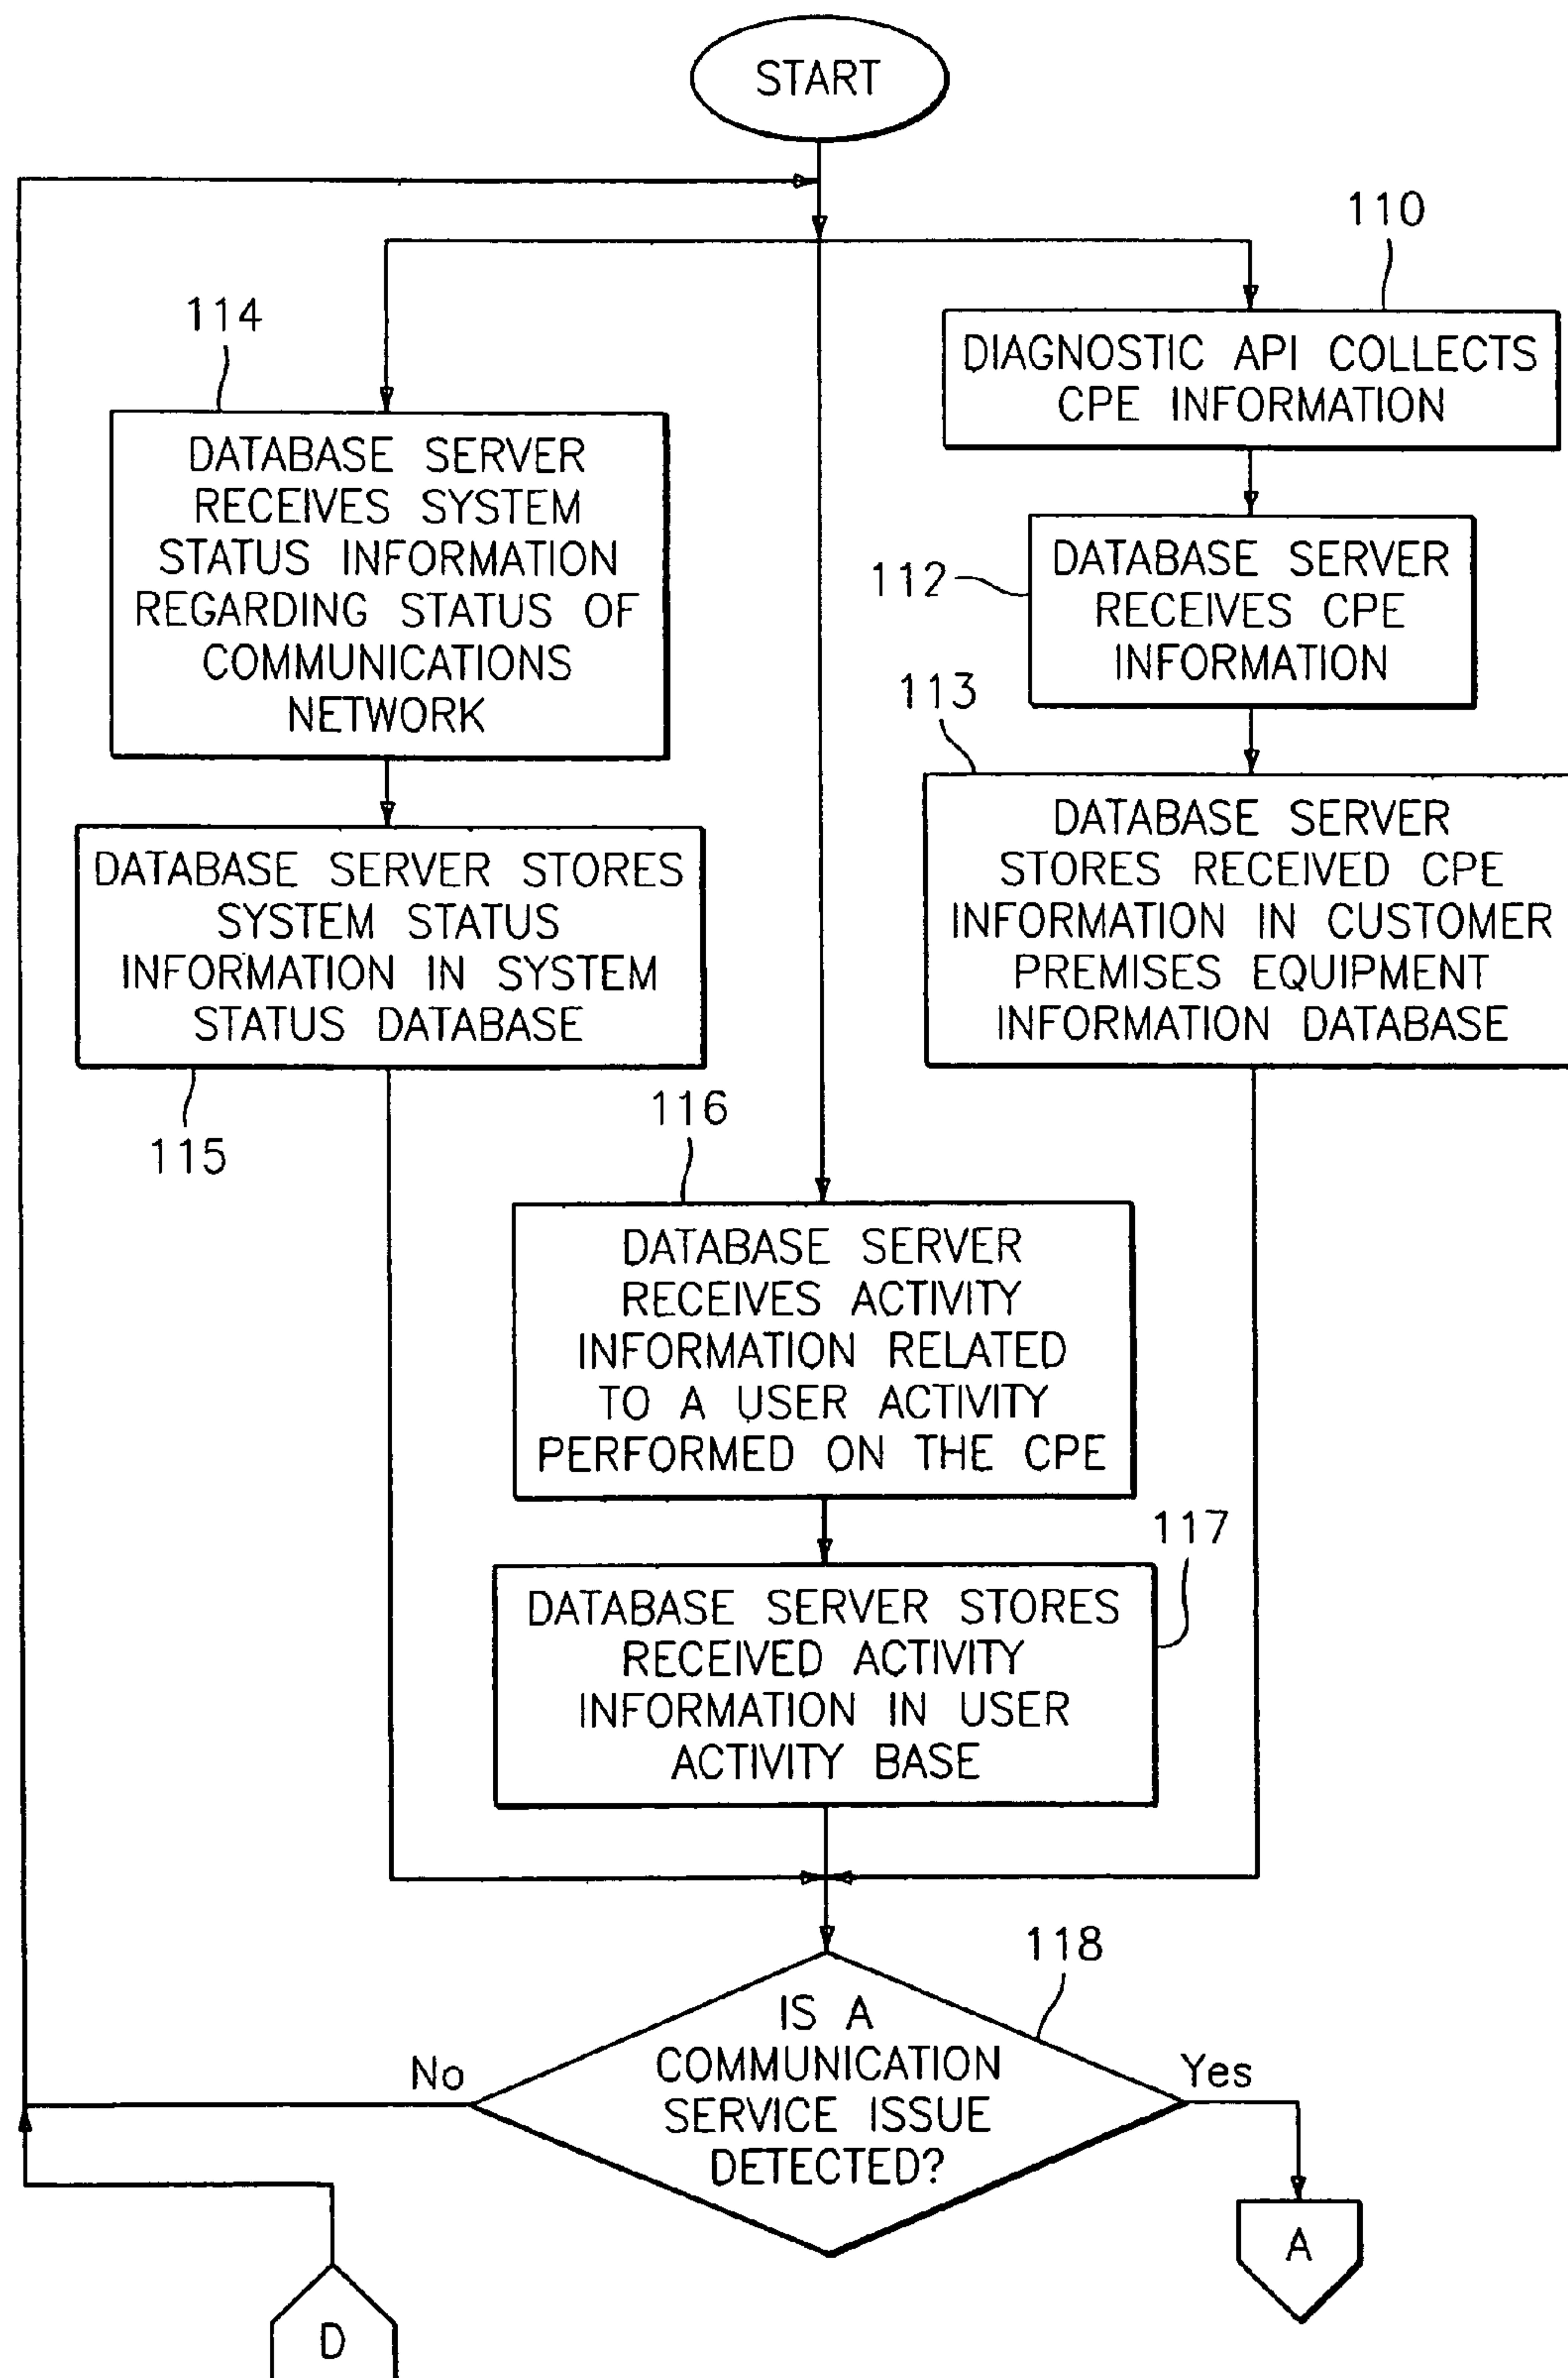 START
110
DIAGNOSTIC API COLLECTS
CPE INFORMATION
114
DATABASE SERVER
RECEIVES SYSTEM
STATUS INFORMATION
REGARDING STATUS OF
COMMUNICATIONS
NETWORK
112
DATABASE SERVER
RECEIVES CPE
INFORMATION
113
DATABASE SERVER
STORES RECEIVED CPE
INFORMATION IN CUSTOMER
PREMISES EQUIPMENT
INFORMATION DATABASE
DATABASE SERVER STORES
SYSTEM STATUS
INFORMATION IN SYSTEM
STATUS DATABASE
115
116
DATABASE SERVER
RECEIVES ACTIVITY
INFORMATION RELATED
TO A USER ACTIVITY
PERFORMED ON THE CPE
117
DATABASE SERVER STORES
RECEIVED ACTIVITY
INFORMATION IN USER
ACTIVITY BASE
118
IS A
COMMUNICATION
SERVICE ISSUE
DETECTED?
No
Yes
A
D